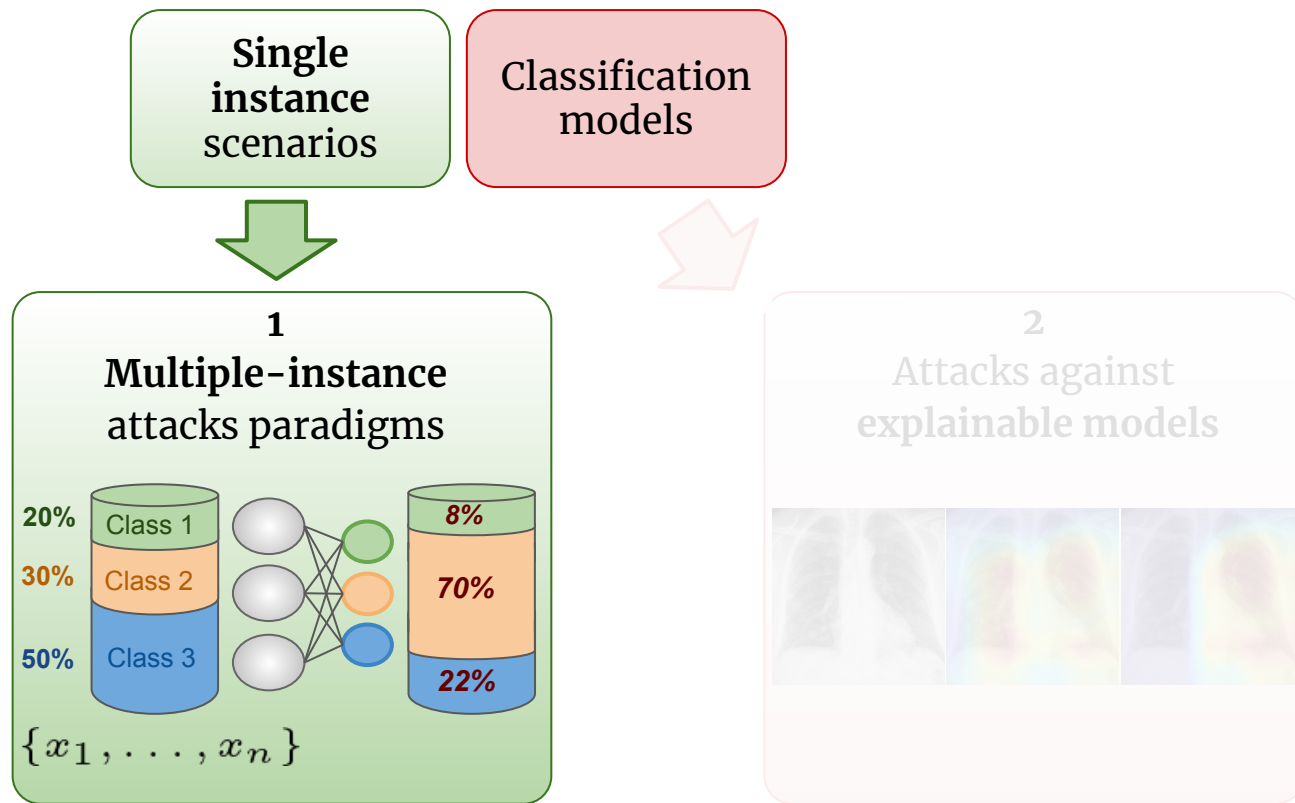 Single
instance
scenarios
Classification
models
1
Multiple-instance
attacks paradigms
20%
Class 1
8%
30%
Class 2
70%
50%
Class 3
22%
{x₁, . . . , xₙ}
2
Attacks against
explainable models